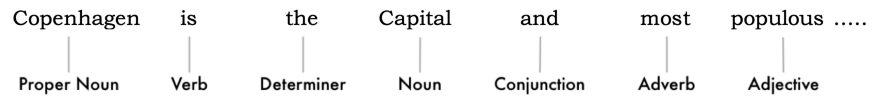 Copenhagen is the Capital and most populous .....
Proper Noun Verb Determiner Noun Conjunction Adverb Adjective